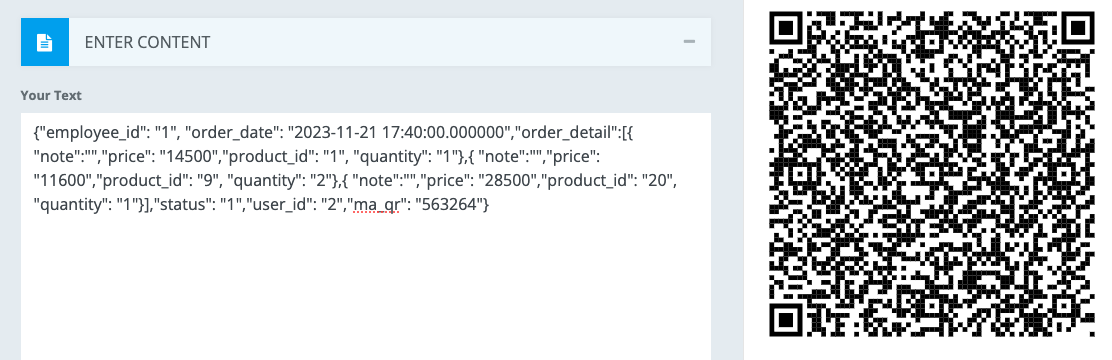 ENTER CONTENT
Your Text
{"employee_id": "1", "order_date": "2023-11-21 17:40:00.000000","order_detail":[{
"note":"","price": "14500","product_id": "1", "quantity": "1"},{ "note":"","price":
"11600","product_id": "9", "quantity": "2"},{ "note":"","price": "28500","product_id": "20",
"quantity": "1"}],"status": "1","user_id": "2","ma_qr": "563264"}